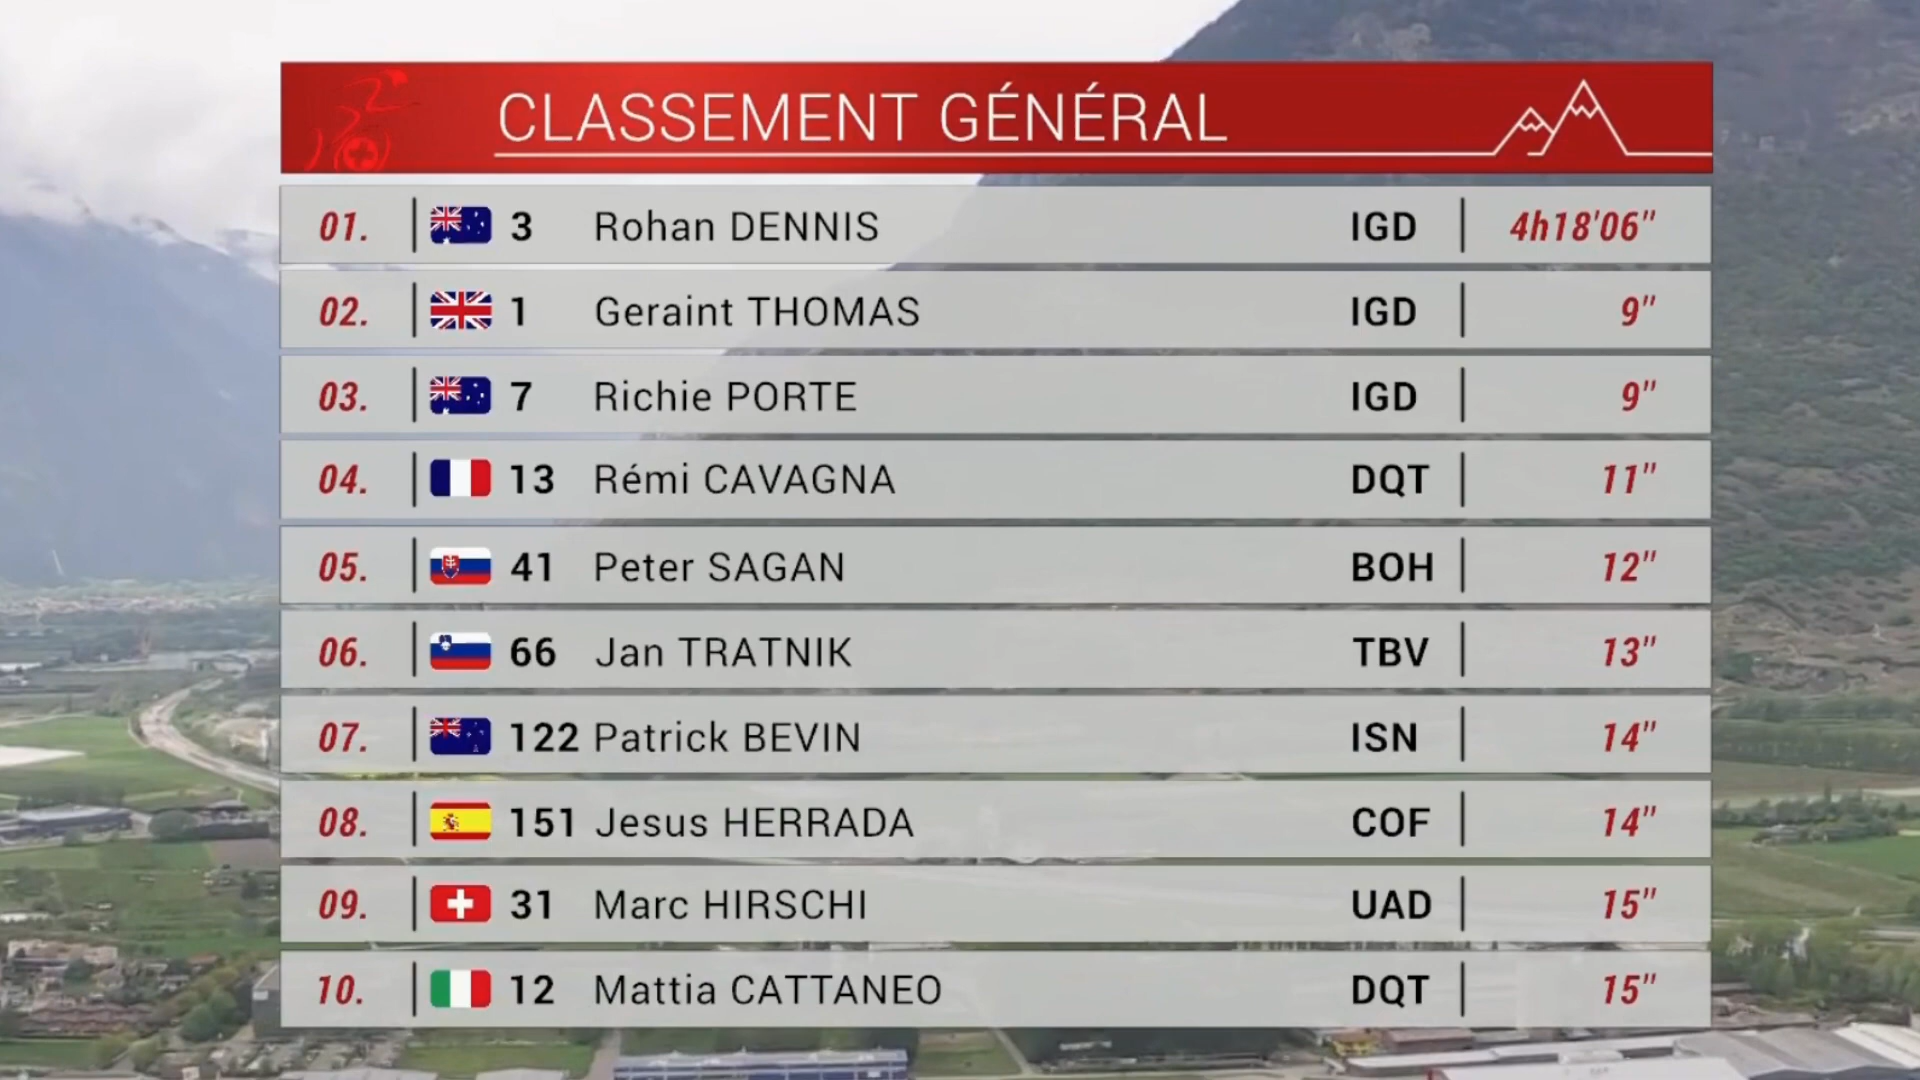 CLASSEMENT GÉNÉRAL
01. 3 Rohan DENNIS IGD 4h18'06"
02. 1 Geraint THOMAS IGD 9"
03. 7 Richie PORTE IGD 9"
04. 13 Rémi CAVAGNA DQT 11"
05. 41 Peter SAGAN BOH 12"
06. 66 Jan TRATNIK TBV 13"
07. 122 Patrick BEVIN ISN 14"
08. 151 Jesus HERRADA COF 14"
09. 31 Marc HIRSCHI UAD 15"
10. 12 Mattia CATTANEO DQT 15"